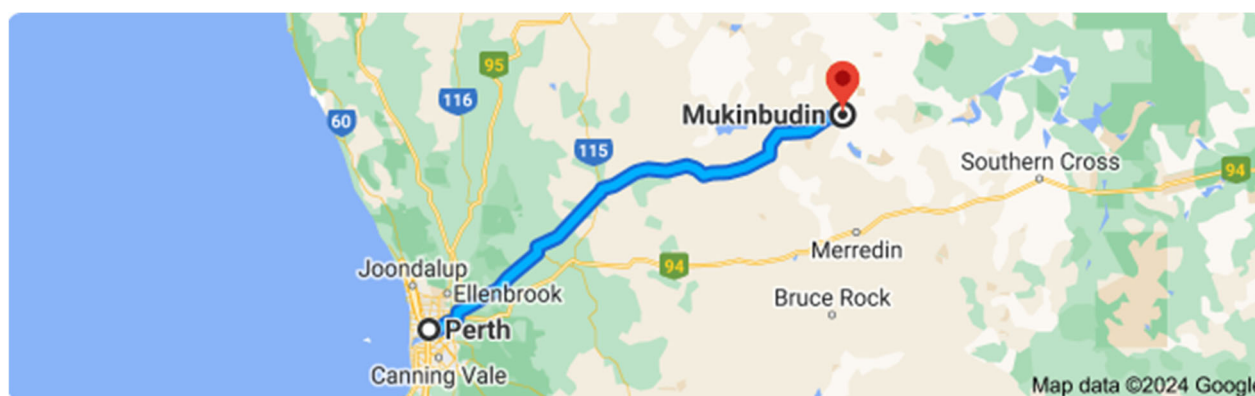 95
116
60
Mukinbudin
115
Southern Cross
94
Merredin
94
Joondalup
Ellenbrook
Bruce Rock
Perth
Canning Vale
Map data ©2024 Google